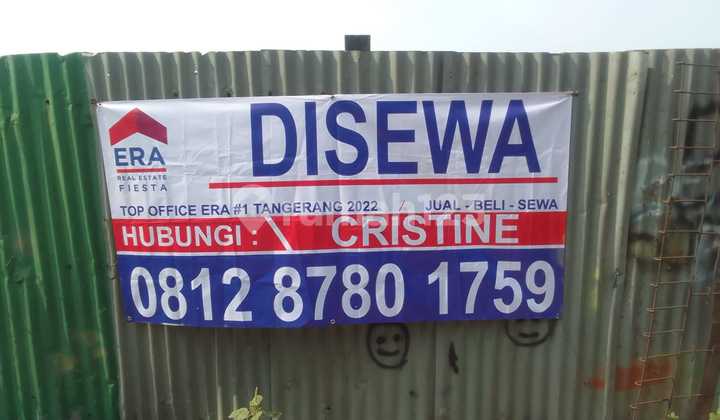 DISEWA
ERA
REAL ESTATE
FIESTA
TOP OFFICE ERA #1 TANGERANG 2022 / JUAL - BELI - SEWA
HUBUNGI : \ CRISTINE
0812 8780 1759